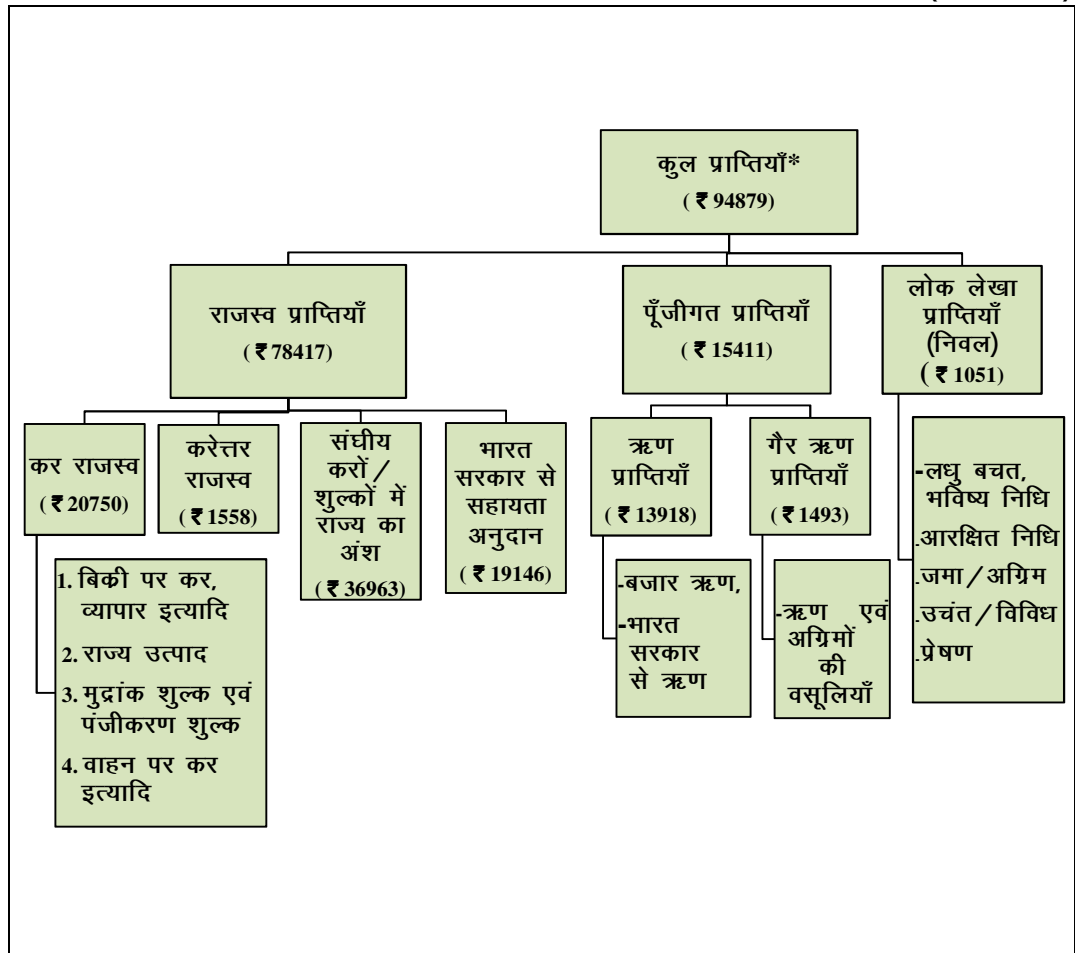 कुल प्राप्तियाँ*
( ₹ 94879)
राजस्व प्राप्तियाँ
( ₹ 78417)
पूँजीगत प्राप्तियाँ
( ₹ 15411)
लोक लेखा
प्राप्तियाँ
(निवल)
( ₹ 1051)
कर राजस्व
( ₹ 20750)
करेत्तर
राजस्व
( ₹ 1558)
संघीय
करों/
शुल्कों में
राज्य का
अंश
( ₹ 36963)
भारत
सरकार से
सहायता
अनुदान
( ₹ 19146)
ऋण
प्राप्तियाँ
( ₹ 13918)
गैर ऋण
प्राप्तियाँ
( ₹ 1493)
-लधु बचत,
भविष्य निधि
-आरक्षित निधि
-जमा/अग्रिम
-उचंत/विविध
-प्रेषण
1. बिकी पर कर,
व्यापार इत्यादि
2. राज्य उत्पाद
3. मुद्रांक शुल्क एवं
पंजीकरण शुल्क
4. वाहन पर कर
इत्यादि
-बजार ऋण,
-भारत
सरकार
से ऋण
-ऋण एवं
अग्रिमों
की
वसूलियाँ